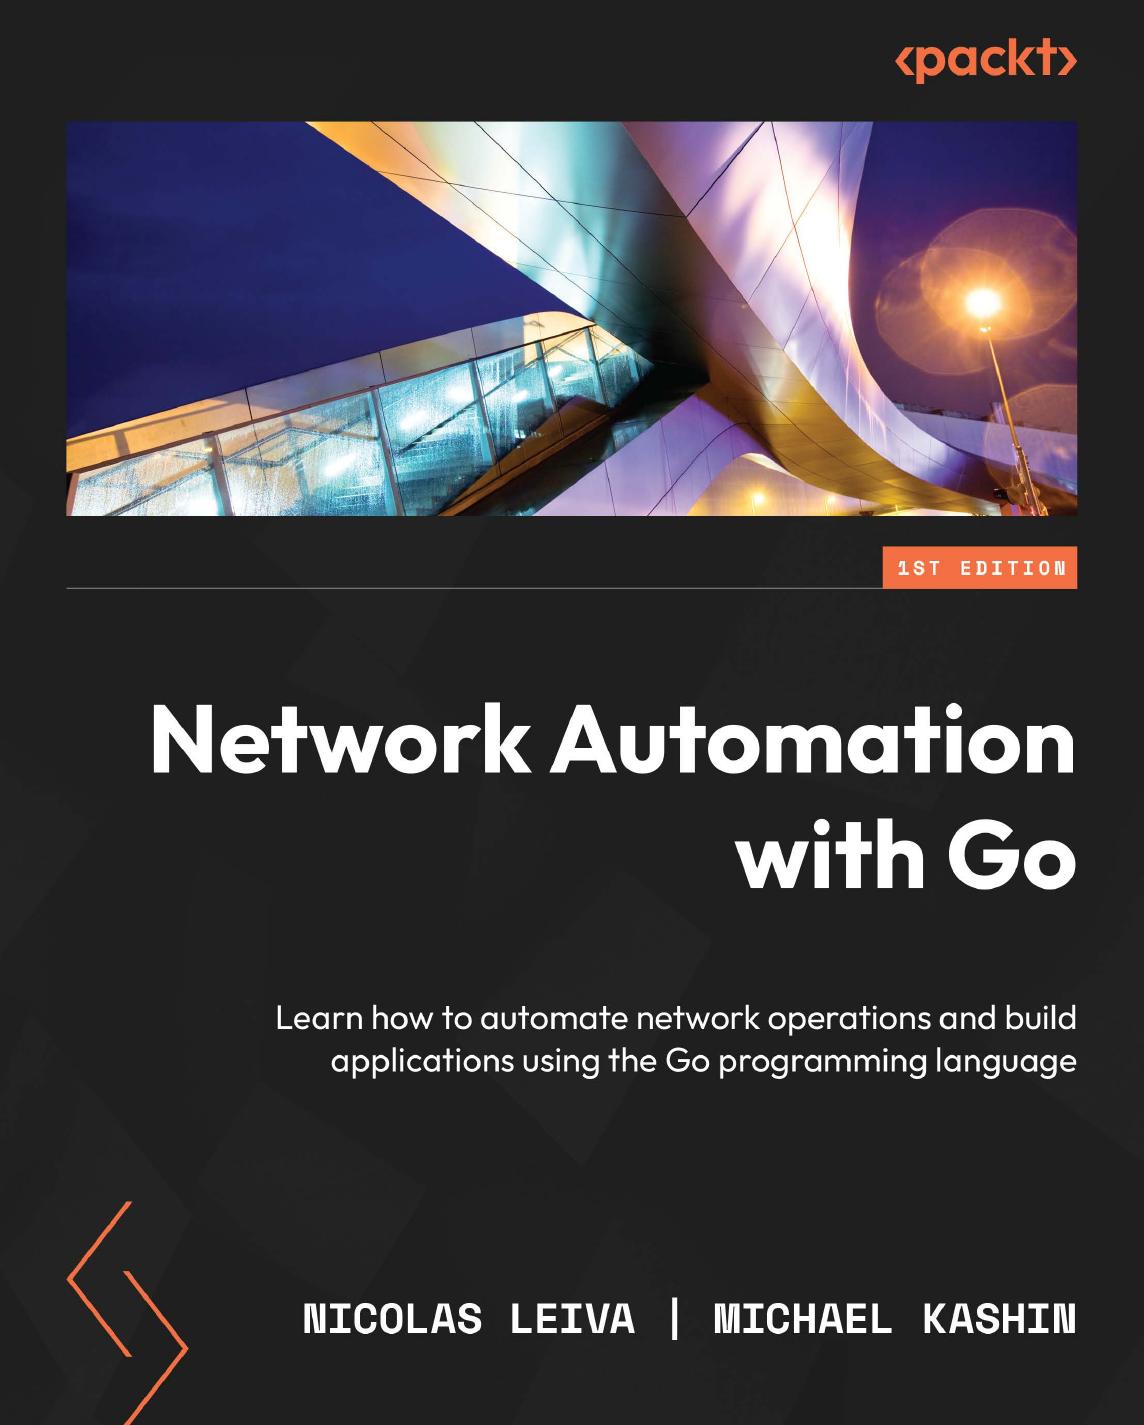 <packt>
1ST EDITION
Network Automation
with Go
Learn how to automate network operations and build
applications using the Go programming language
NICOLAS LEIVA | MICHAEL KASHIN